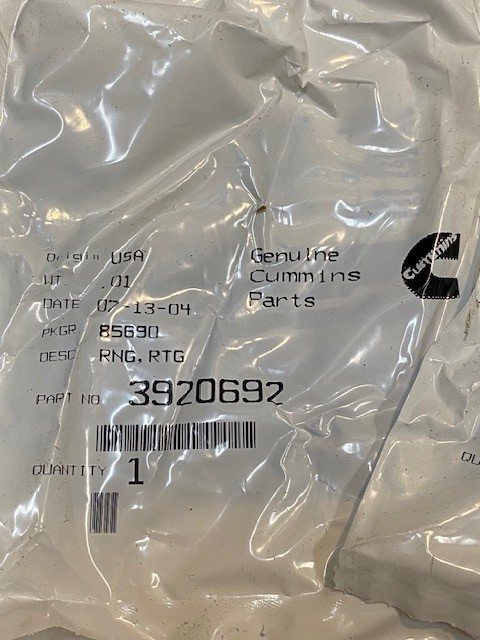 Origin USA
WT. .01
DATE 07-13-04
PKGR. 85690
DESC. RNG, RTG
PART NO. 3920692
QUANTITY 1
Genuine
Cummins
Parts
Cummins
QU